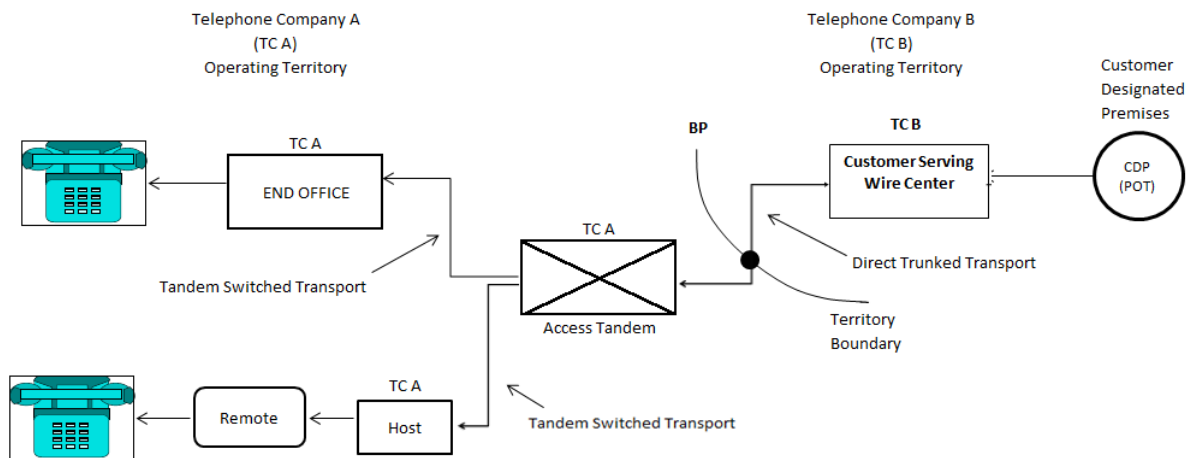 Telephone Company A
(TC A)
Operating Territory
Telephone Company B
(TC B)
Operating Territory
Customer
Designated
Premises
BP
TC B
TC A
END OFFICE
Customer Serving
Wire Center
CDP
(POT)
TC A
Tandem Switched Transport
Direct Trunked Transport
Access Tandem
Territory
Boundary
TC A
Remote
Host
Tandem Switched Transport